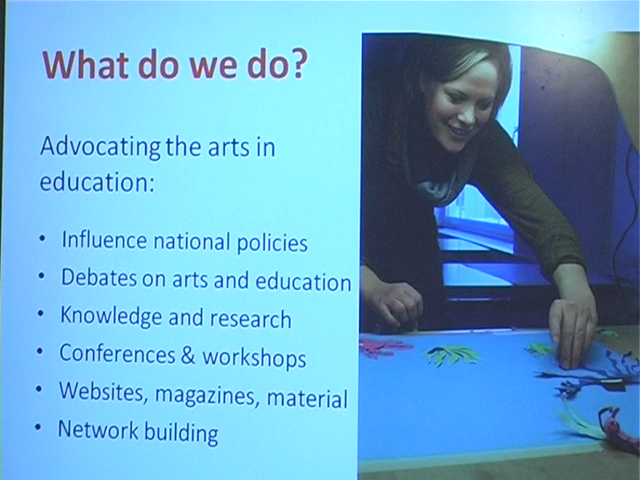 What do we do?
Advocating the arts in
education:
• Influence national policies
• Debates on arts and education
• Knowledge and research
• Conferences & workshops
• Websites, magazines, material
• Network building